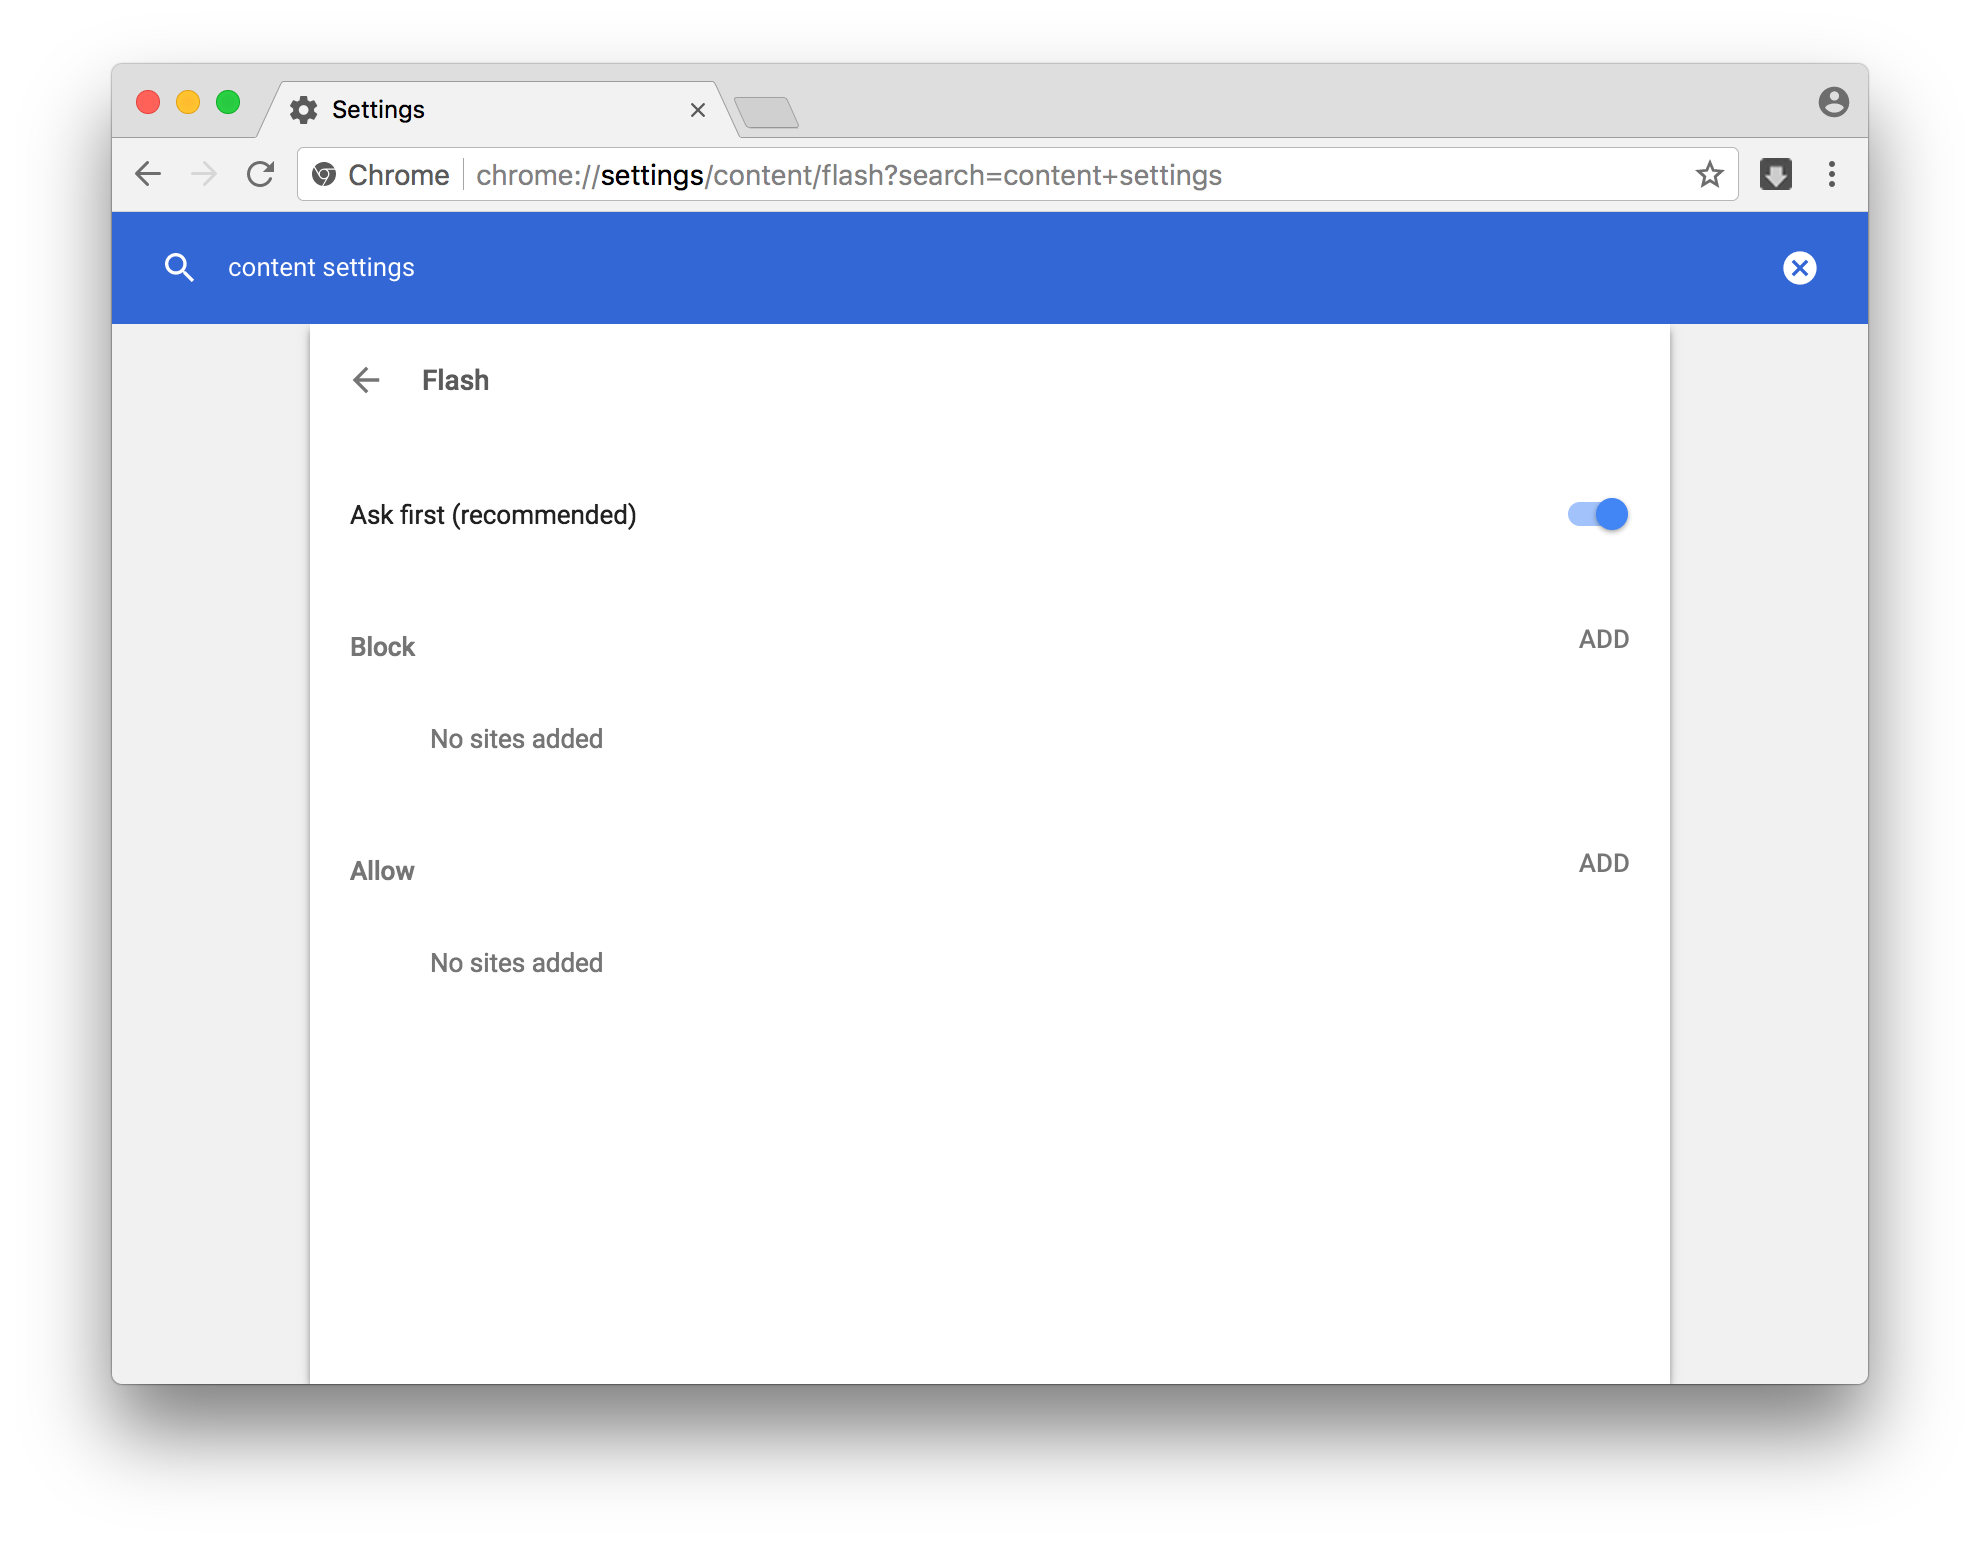 Settings
Chrome chrome://settings/content/flash?search=content+settings
content settings
Flash
Ask first (recommended)
Block ADD
No sites added
Allow ADD
No sites added